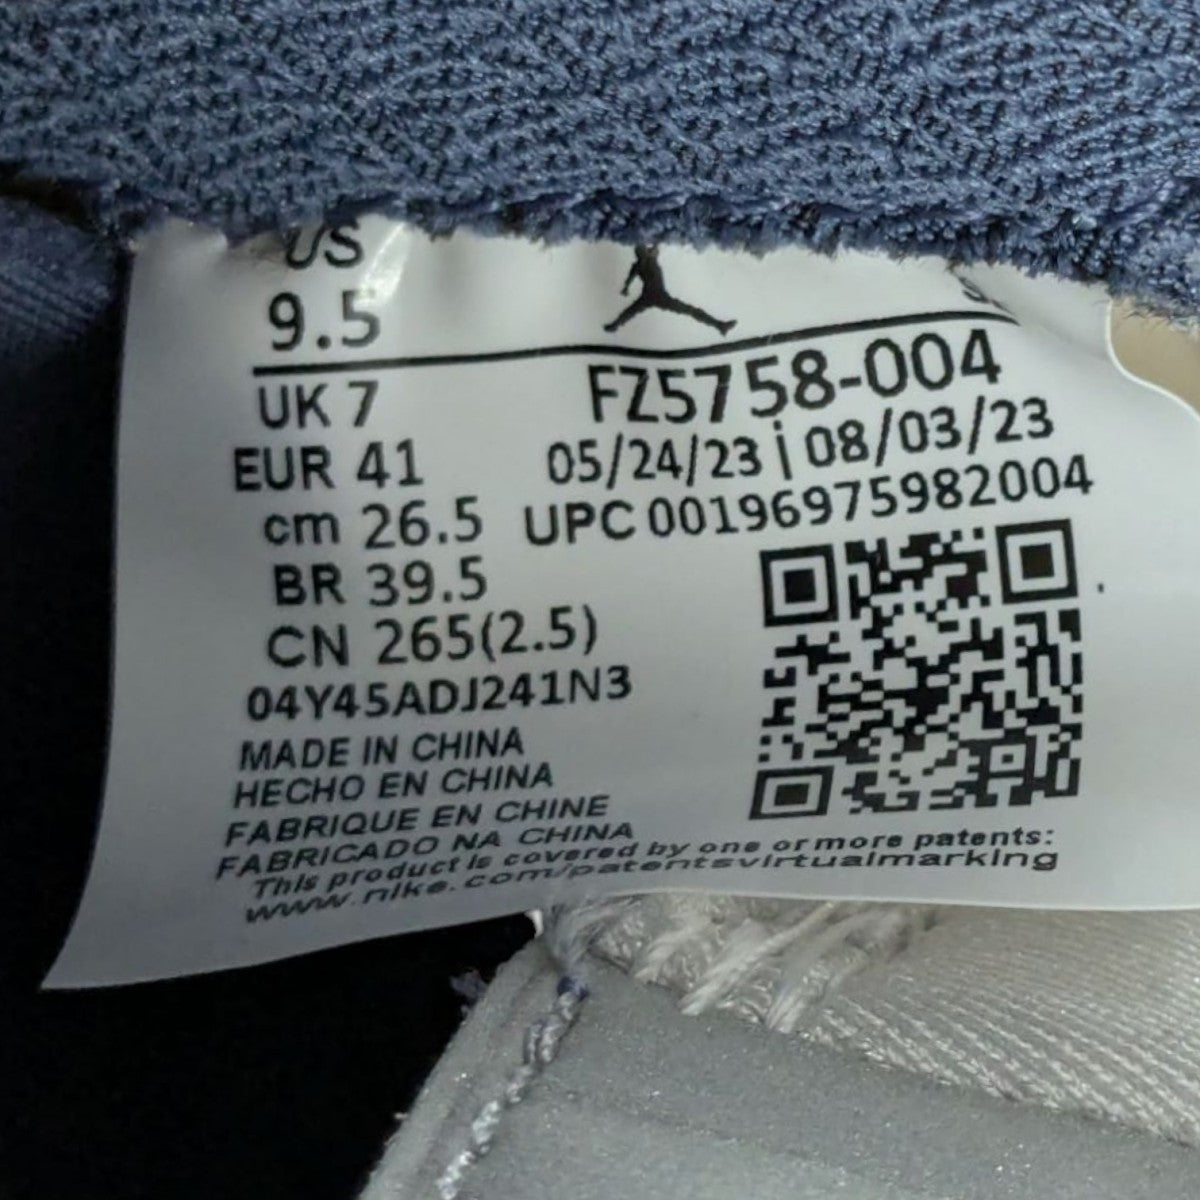 US
9.5
UK 7
EUR 41
cm 26.5
BR 39.5
CN 265(2.5)
04Y45ADJ241N3
FZ5758-004
05/24/23 | 08/03/23
UPC 00196975982004
MADE IN CHINA
HECHO EN CHINA
FABRIQUE EN CHINE
FABRICADO NA CHINA
This product is covered by one or more patents:
www.nike.com/patentsvirtualmarking